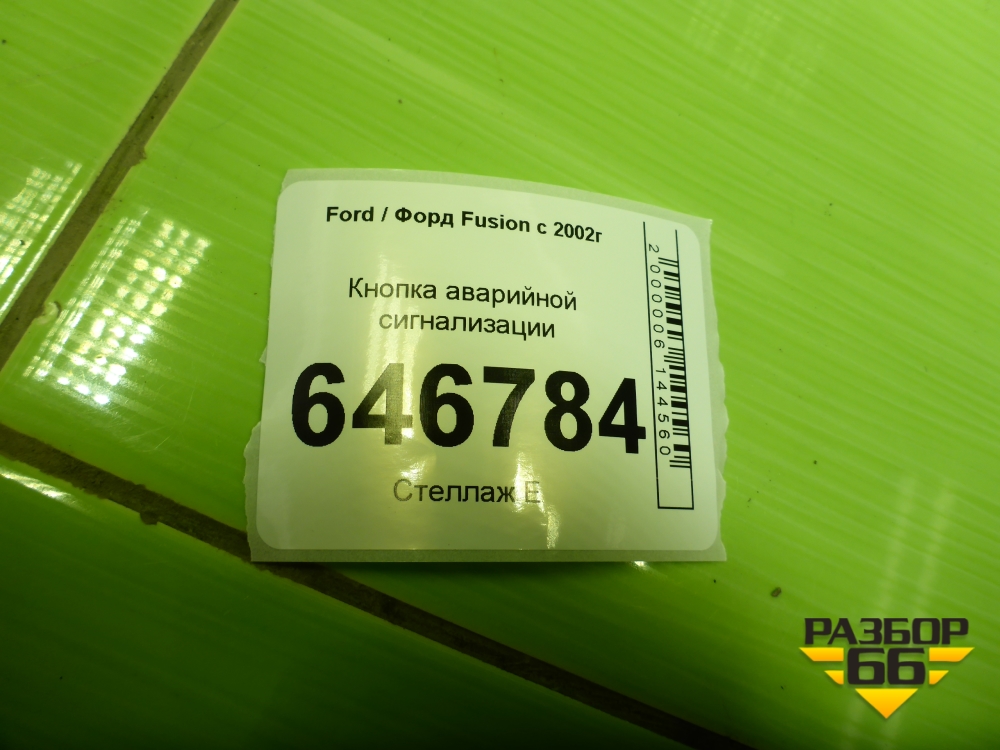 Ford / Форд Fusion с 2002г
Кнопка аварийной
сигнализации
646784
Стеллаж E
2000006144560
РАЗБОР
66